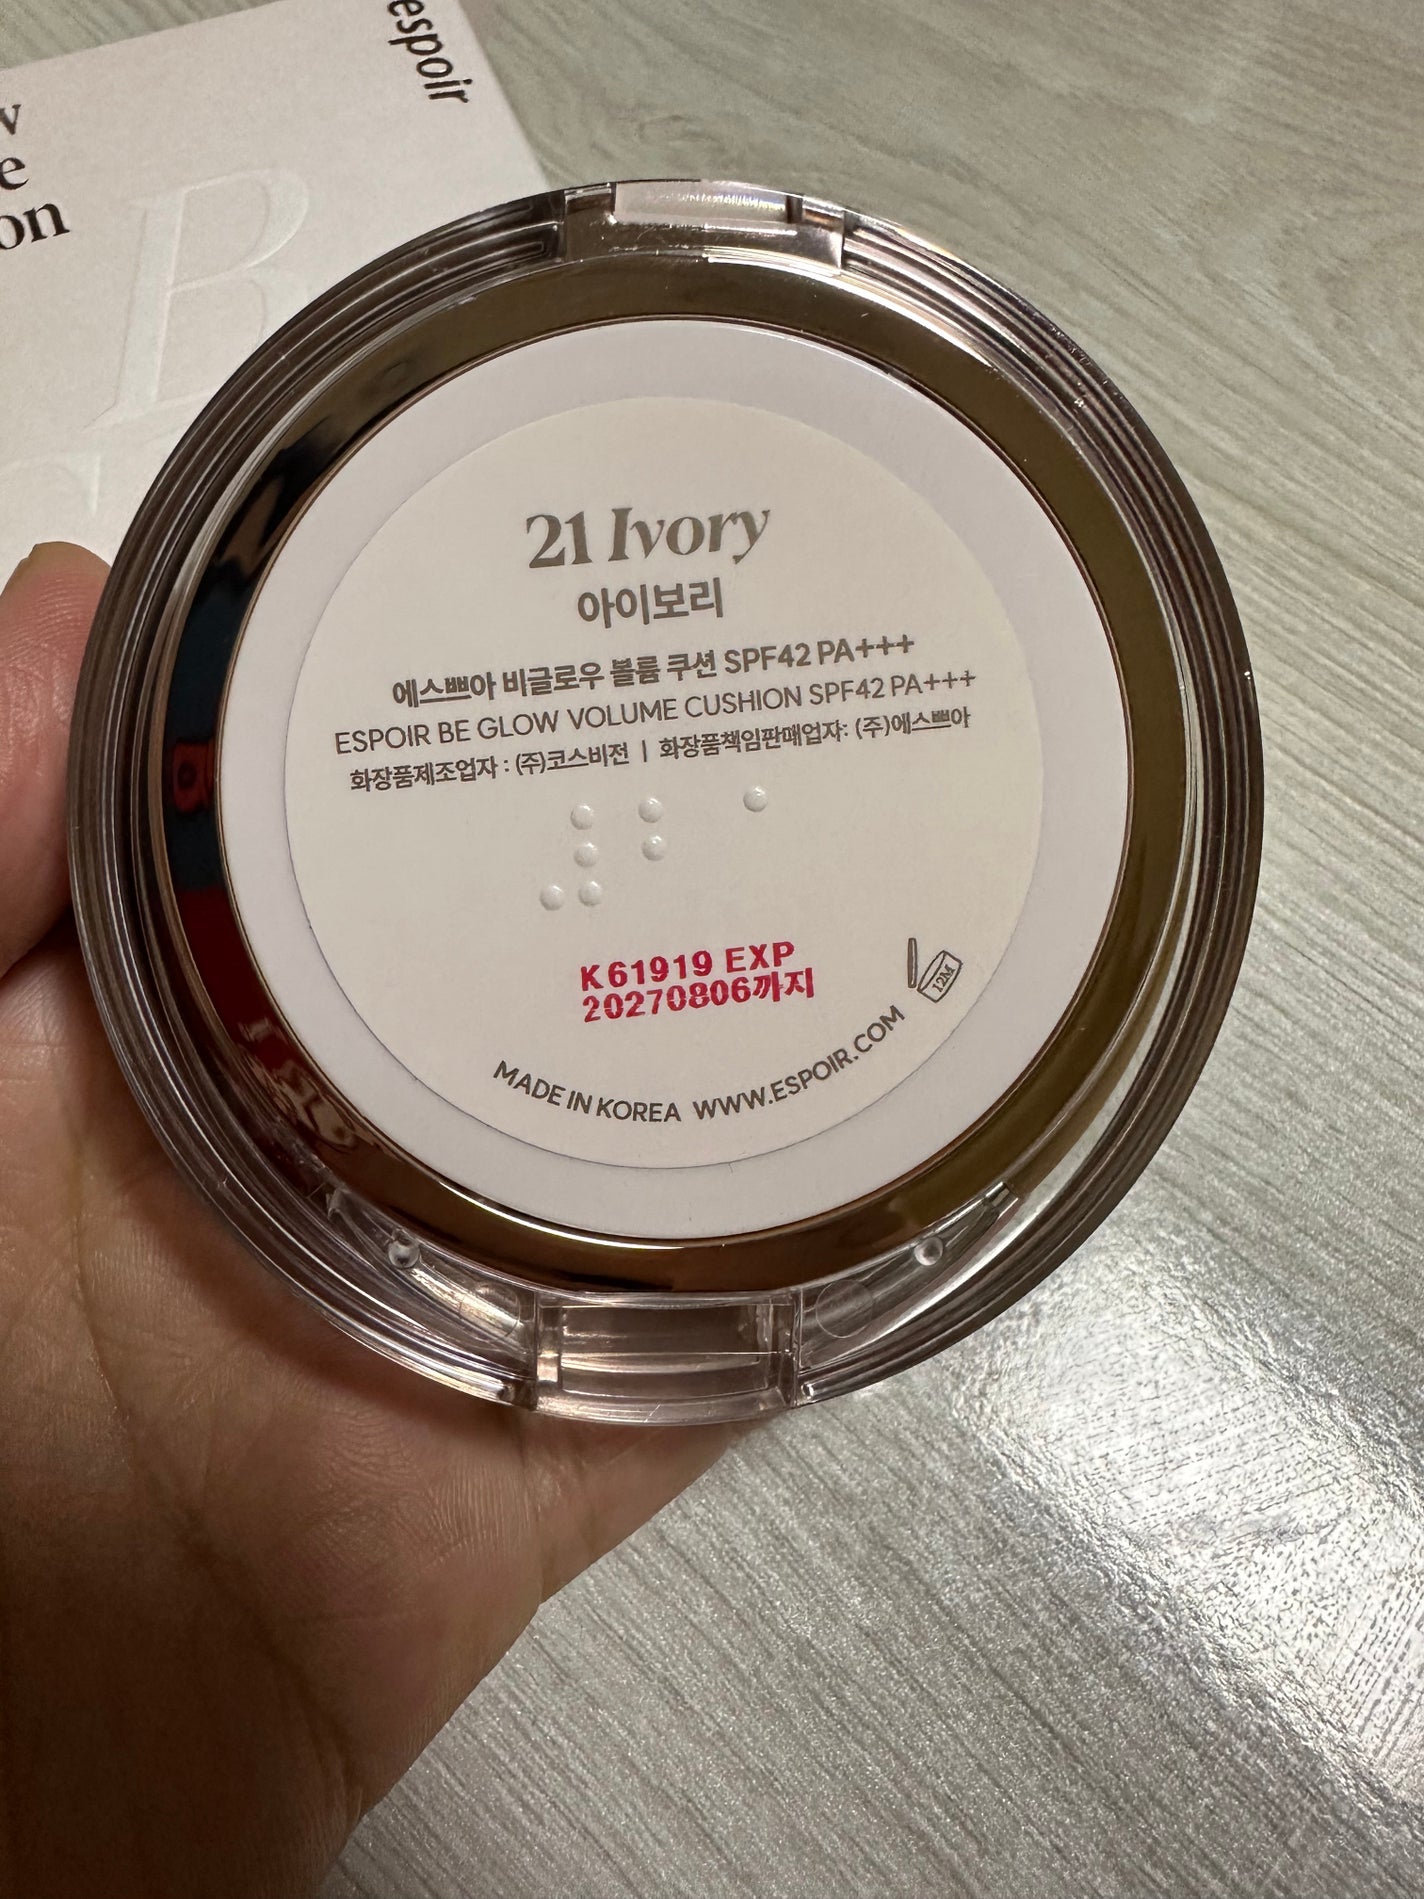 espoir
on
21 Ivory
아이보리
에스쁘아 비글로우 볼륨 쿠션 SPF42 PA+++
ESPOIR BE GLOW VOLUME CUSHION SPF42 PA+++
화장품제조업자 : (주)코스비전 | 화장품책임판매업자: (주)에스쁘아
K61919 EXP
20270806까지
12M
MADE IN KOREA WWW.ESPOIR.COM